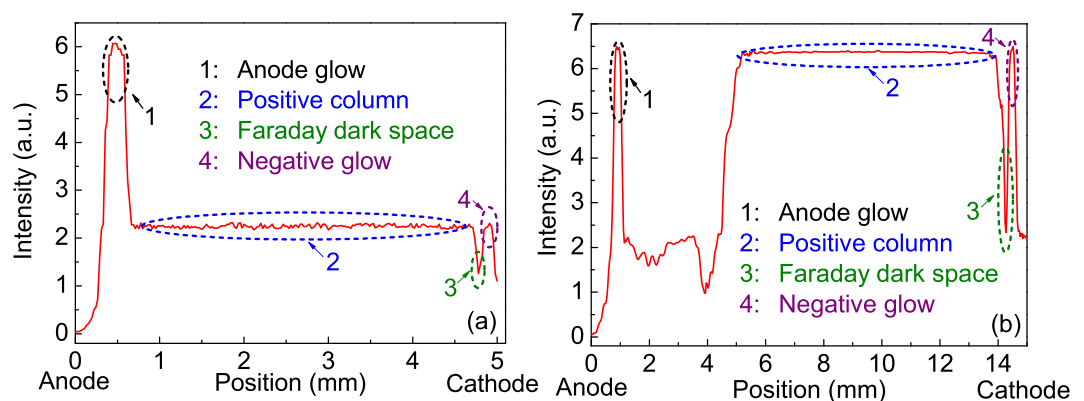 Intensity (a.u.)
6
5
4
3
2
1
0
1: Anode glow
2: Positive column
3: Faraday dark space
4: Negative glow
1
2
3
4
(a)
0 1 2 3 4 5
Anode Position (mm) Cathode
Intensity (a.u.)
7
6
5
4
3
2
1
0
1
2
4
3
1: Anode glow
2: Positive column
3: Faraday dark space
4: Negative glow
(b)
0 2 4 6 8 10 12 14
Anode Position (mm) Cathode